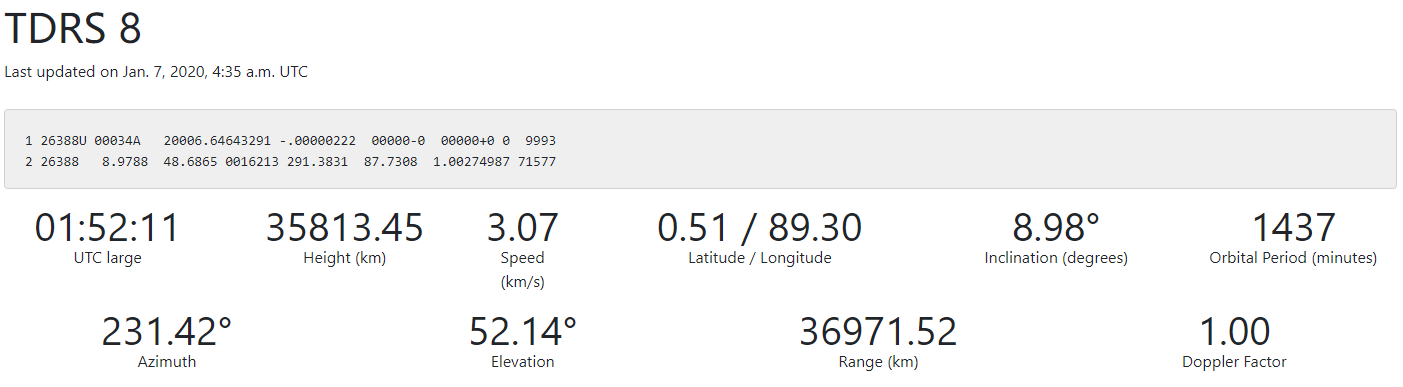 TDRS 8
Last updated on Jan. 7, 2020, 4:35 a.m. UTC
1 26388U 00034A   20006.64643291 -.00000222  00000-0  00000+0 0  9993
2 26388   8.9788  48.6865 0016213 291.3831  87.7308  1.00274987 71577
01:52:11 35813.45 3.07 0.51 / 89.30 8.98° 1437
UTC large Height (km) Speed Latitude / Longitude Inclination (degrees) Orbital Period (minutes)
(km/s)
231.42° 52.14° 36971.52 1.00
Azimuth Elevation Range (km) Doppler Factor